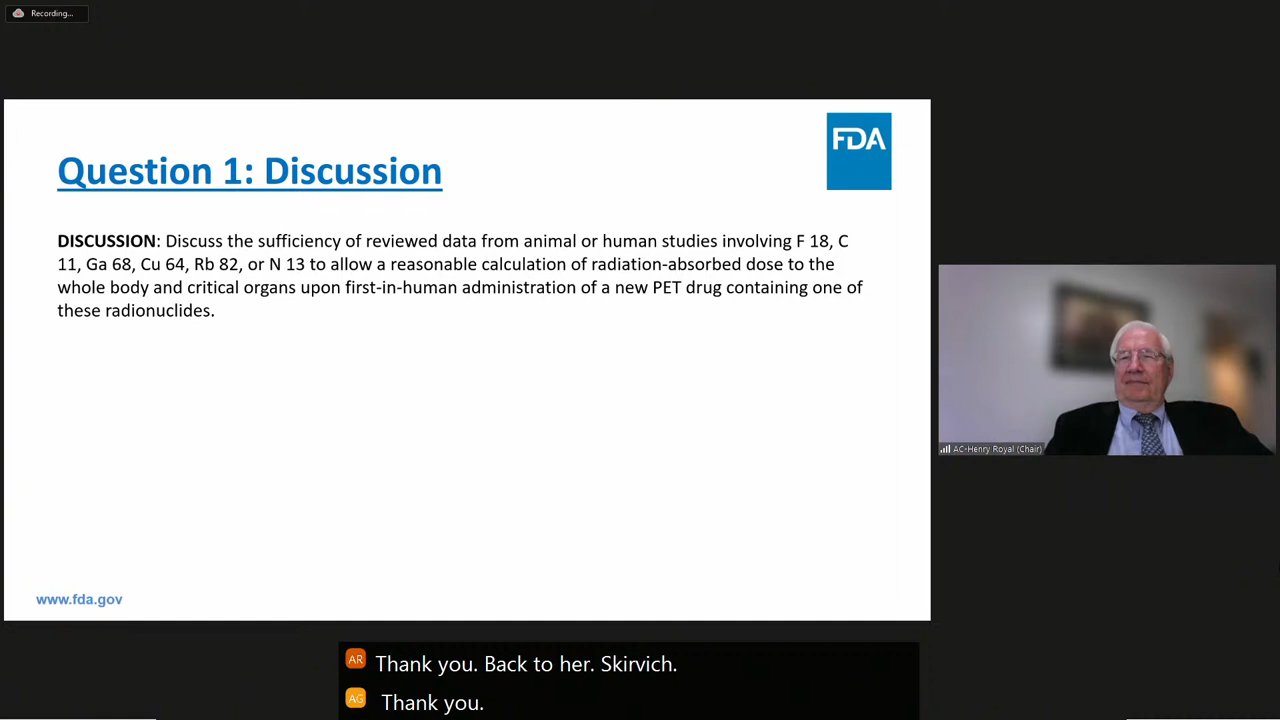 Recording...
FDA
Question 1: Discussion
DISCUSSION: Discuss the sufficiency of reviewed data from animal or human studies involving F 18, C
11, Ga 68, Cu 64, Rb 82, or N 13 to allow a reasonable calculation of radiation-absorbed dose to the
whole body and critical organs upon first-in-human administration of a new PET drug containing one of
these radionuclides.
AC-Henry Royal (Chair)
www.fda.gov
AR Thank you. Back to her. Skirvich.
AG Thank you.